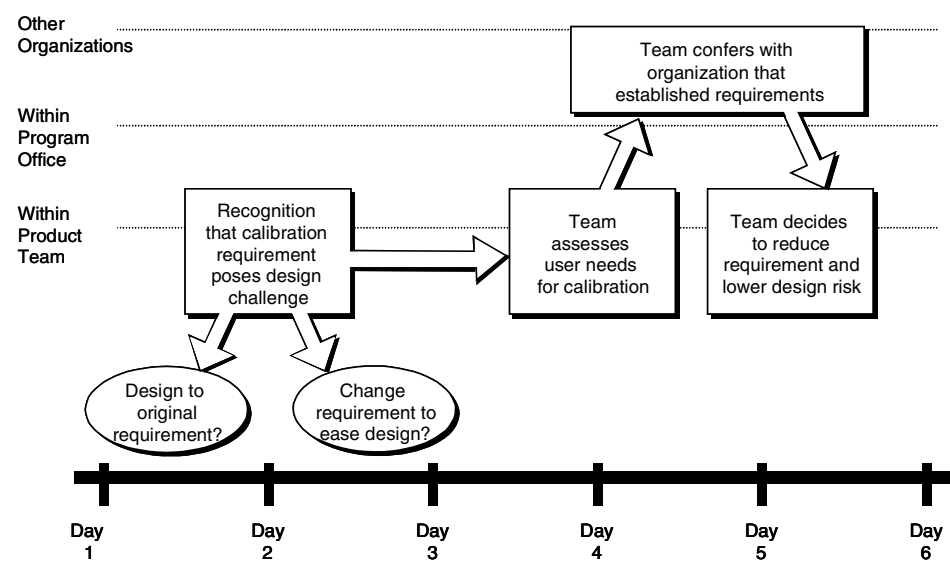 Other
Organizations
Team confers with
organization that
established requirements
Within
Program
Office
Within
Product
Team
Recognition
that calibration
requirement
poses design
challenge
Team
assesses
user needs
for calibration
Team decides
to reduce
requirement and
lower design risk
Design to
original
requirement?
Change
requirement to
ease design?
Day
1
Day
2
Day
3
Day
4
Day
5
Day
6